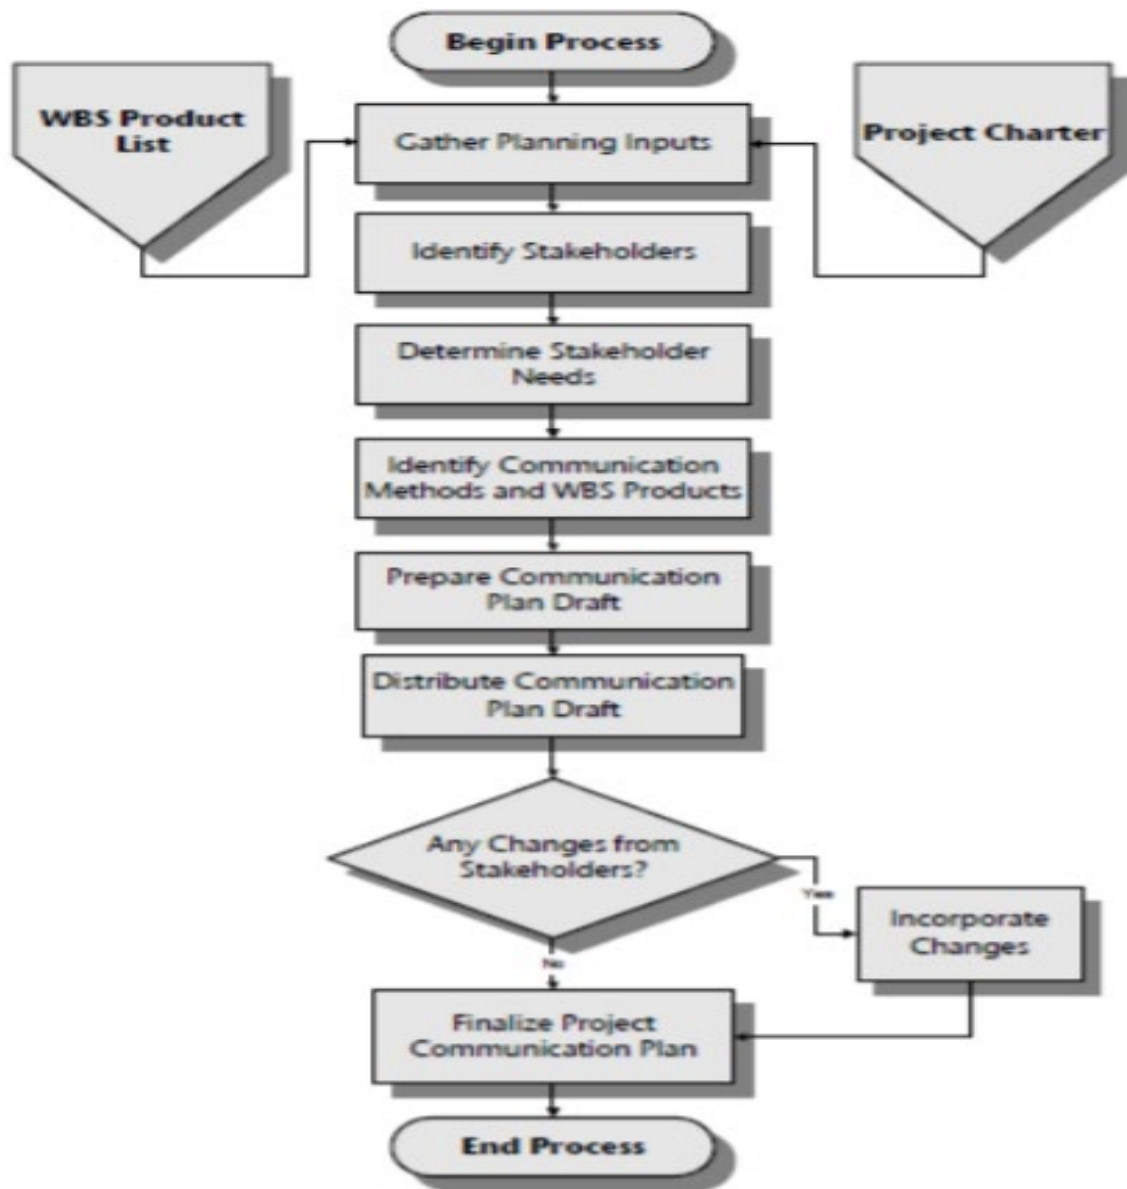 Begin Process
WBS Product
List
Project Charter
Gather Planning Inputs
Identify Stakeholders
Determine Stakeholder
Needs
Identify Communication
Methods and WBS Products
Prepare Communication
Plan Draft
Distribute Communication
Plan Draft
Any Changes from
Stakeholders?
Yes
Incorporate
Changes
No
Finalize Project
Communication Plan
End Process